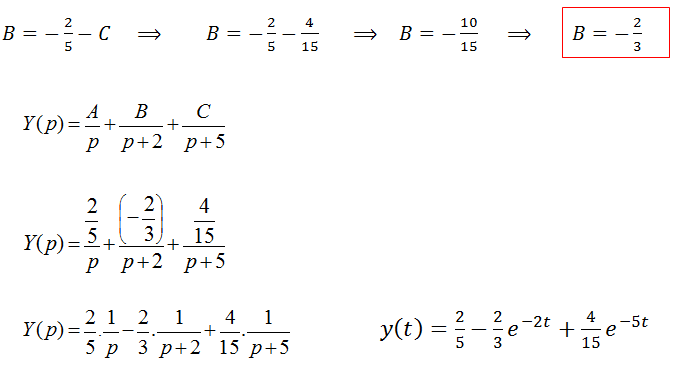 B = −2/5 − C ⟹ B = −2/5 − 4/15 ⟹ B = −10/15 ⟹ B = −2/3
Y(p) = A/p + B/(p+2) + C/(p+5)
Y(p) = (2/5)/p + (−2/3)/(p+2) + (4/15)/(p+5)
Y(p) = 2/5 . 1/p − 2/3 . 1/(p+2) + 4/15 . 1/(p+5) y(t) = 2/5 − 2/3 e^(−2t) + 4/15 e^(−5t)